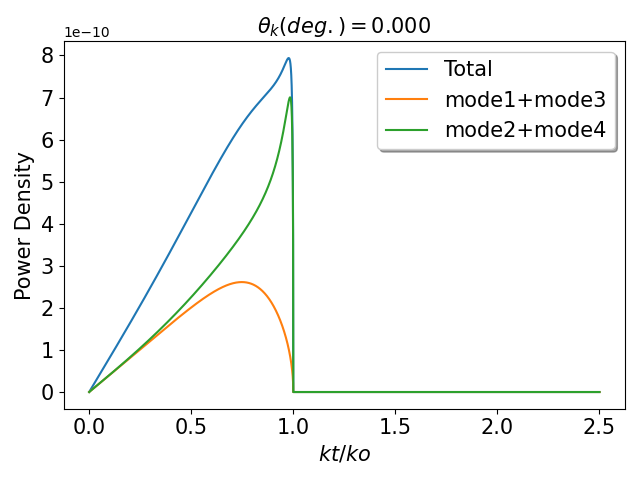 θk(deg.) = 0.000
1e−10
8
7
6
5
4
3
2
1
0
Power Density
Total
mode1+mode3
mode2+mode4
0.0 0.5 1.0 1.5 2.0 2.5
kt/ko